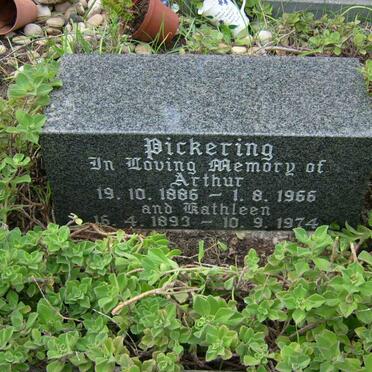 Pickering
In Loving Memory of
Arthur
19. 10. 1886 - 1. 8. 1966
and Kathleen
16. 4. 1893 - 10. 9. 1974